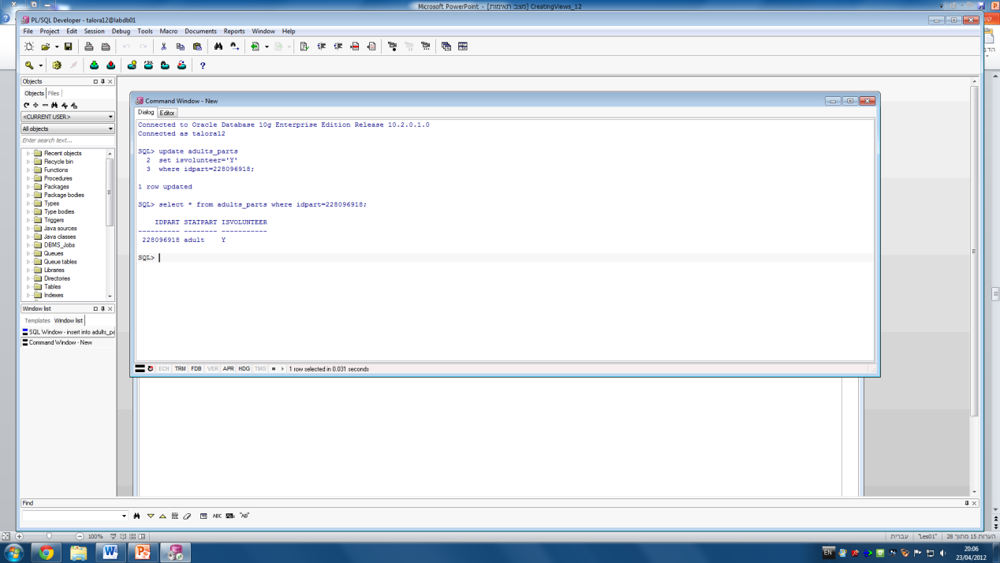 Microsoft PowerPoint - [מצב תאימות] CreatingViews_12
PL/SQL Developer - talora12@labdb01
File Project Edit Session Debug Tools Macro Documents Reports Window Help
Objects
Objects Files
<CURRENT USER>
All objects
Enter search text...
Recent objects
Recycle bin
Functions
Procedures
Packages
Package bodies
Types
Type bodies
Triggers
Java sources
Java classes
DBMS_Jobs
Queues
Queue tables
Libraries
Directories
Tables
Indexes
Window list
Templates Window list
SQL Window - insert into adults_pa
Command Window - New
Command Window - New
Dialog Editor
Connected to Oracle Database 10g Enterprise Edition Release 10.2.0.1.0
Connected as talora12
SQL> update adults_parts
2 set isvolunteer='Y'
3 where idpart=228096918;
1 row updated
SQL> select * from adults_parts where idpart=228096918;
IDPART STATPART ISVOLUNTEER
---------- -------- -----------
228096918 adult Y
SQL>
ECH TRM FDB VER APR HDG TMG 1 row selected in 0.031 seconds
Find
ABC "AB"
100%
עברית "Les01" הערות 15 מתוך 28
EN
20:06
23/04/2012